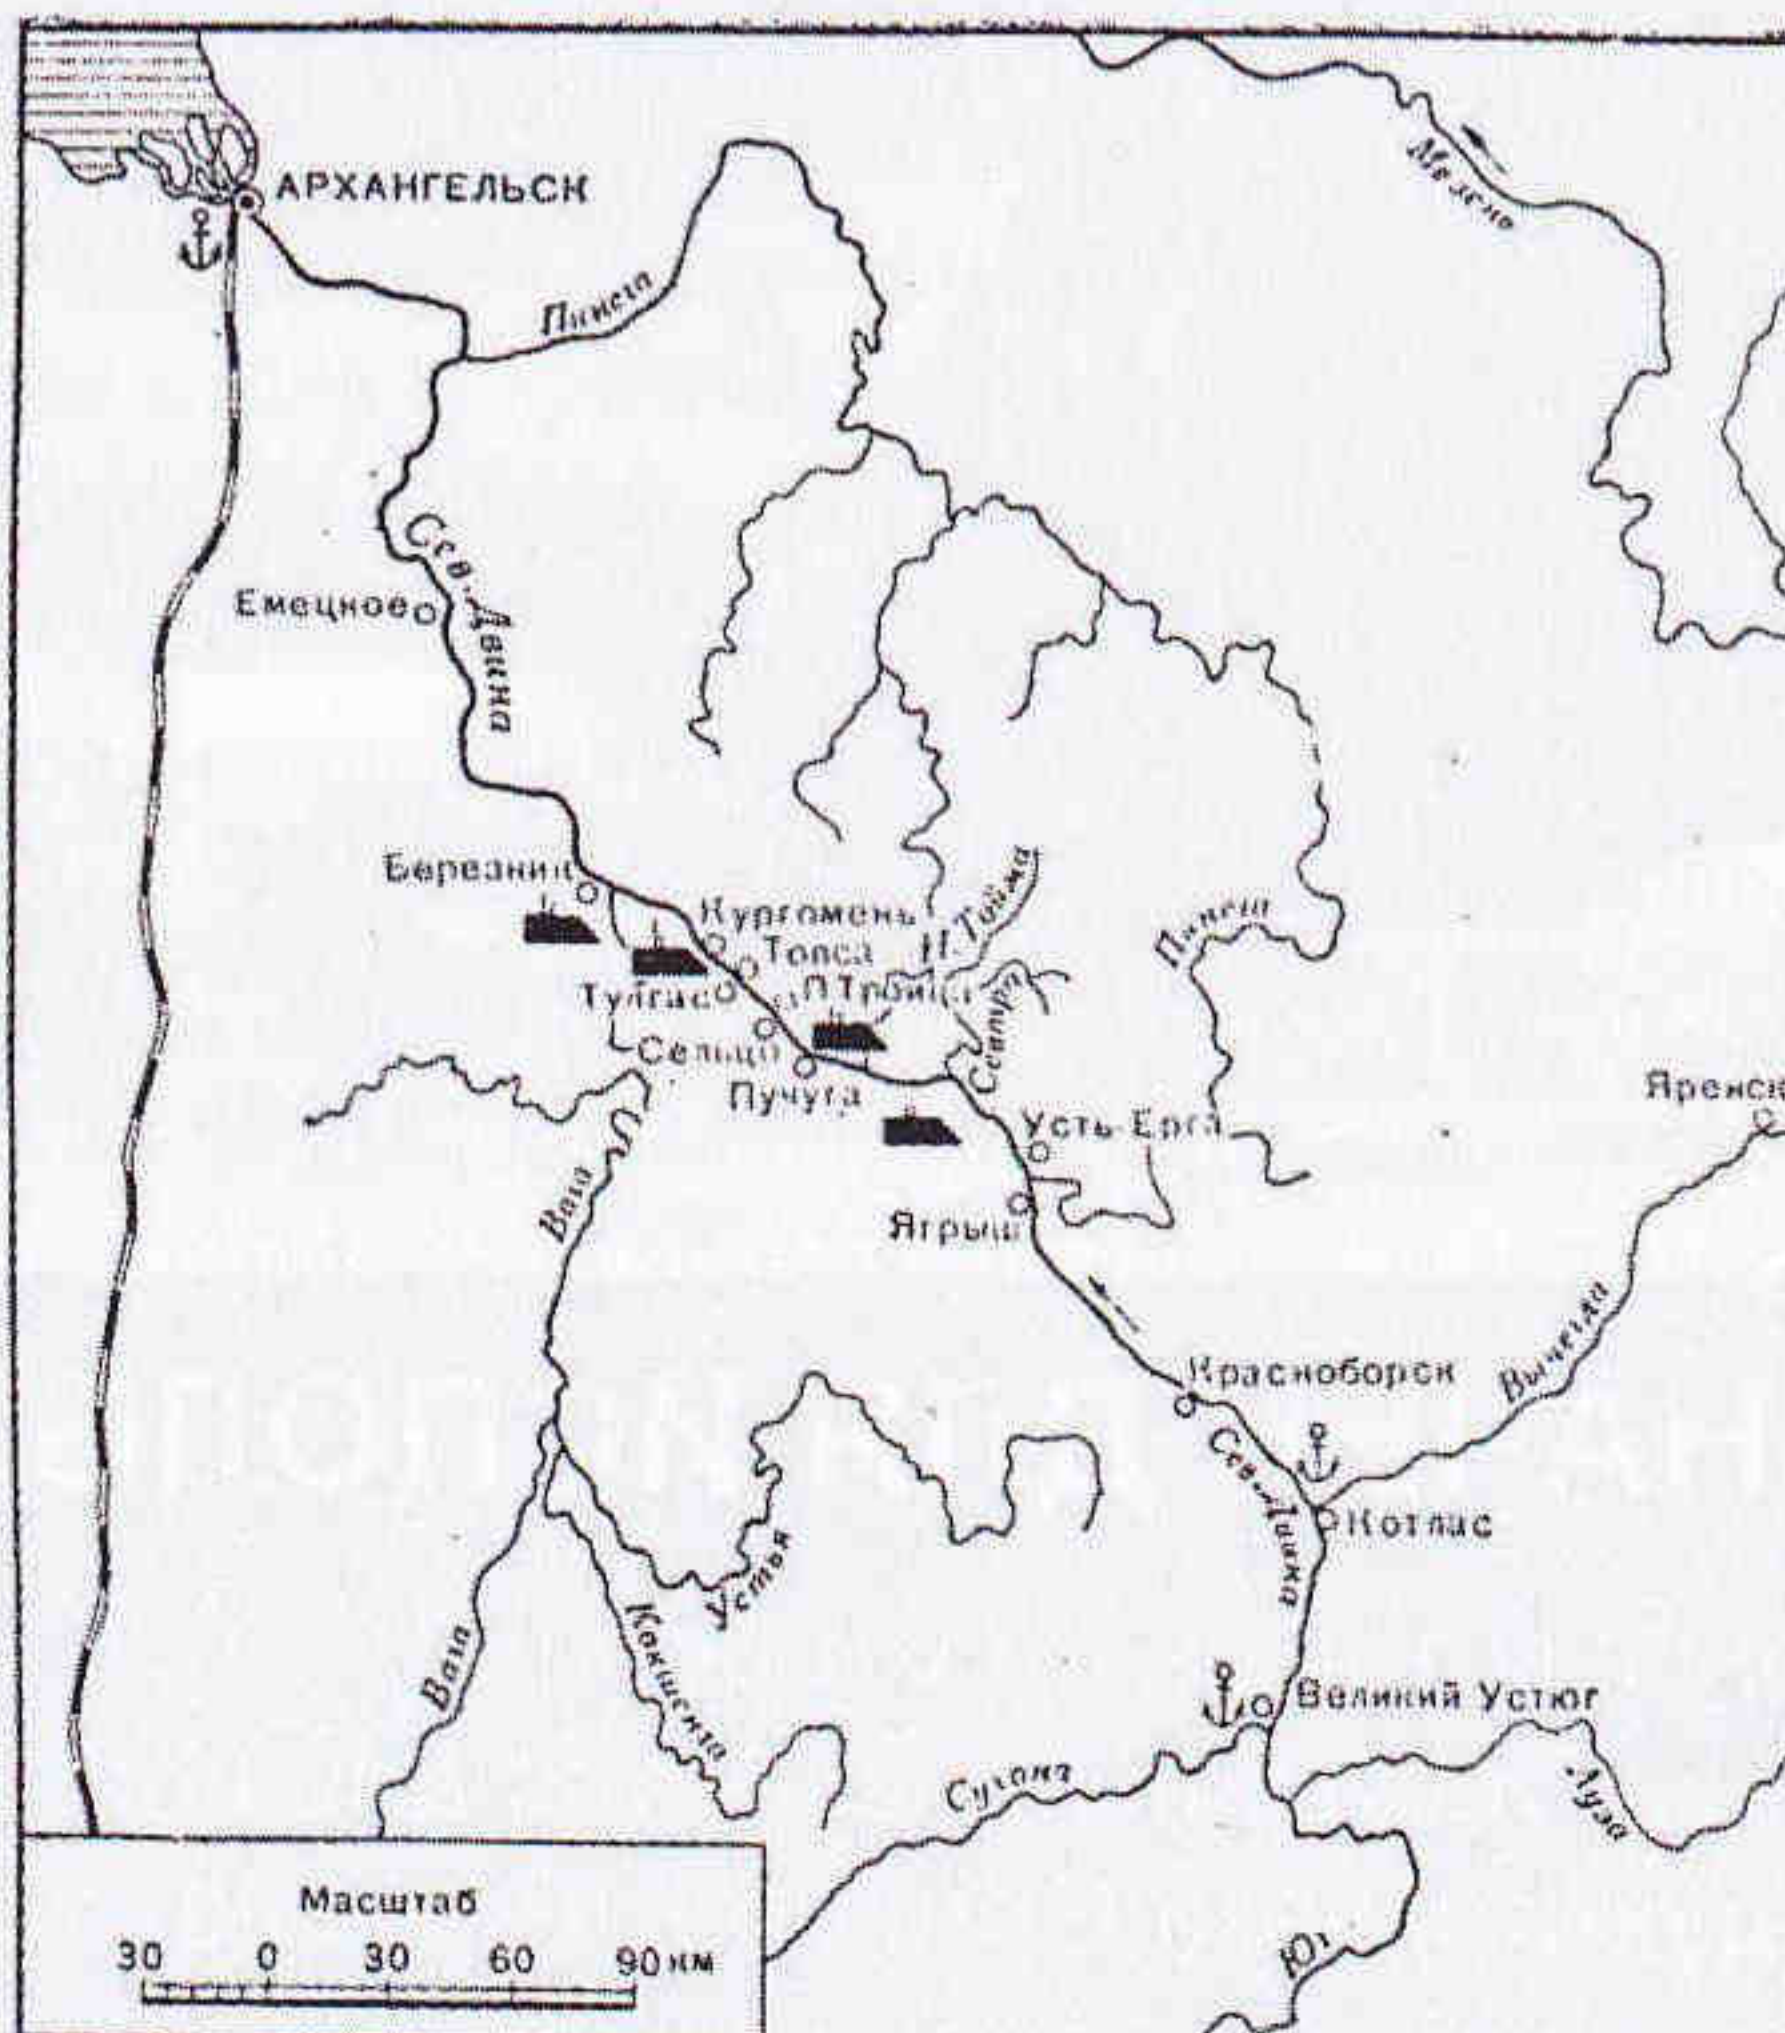 АРХАНГЕЛЬСК
Мезень
Пинега
Сев. Двина
Емецкое
Березник
Кургомень
Топса
Н. Тойма
Пинега
Тулгас
П Троица
Сельцо
Пучуга
Яренск
Усть-Ерга
Вага
Ягрыш
Вычегда
Красноборск
Сев. Двина
Котлас
Устья
Вага
Кокшеньга
Великий Устюг
Сухона
Луза
Юг
Масштаб
30 0 30 60 90 км